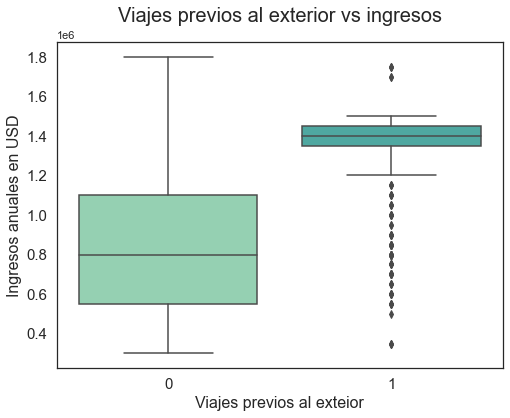 Viajes previos al exterior vs ingresos
1e6
1.8
1.6
1.4
1.2
1.0
0.8
0.6
0.4
Ingresos anuales en USD
0 1
Viajes previos al exteior